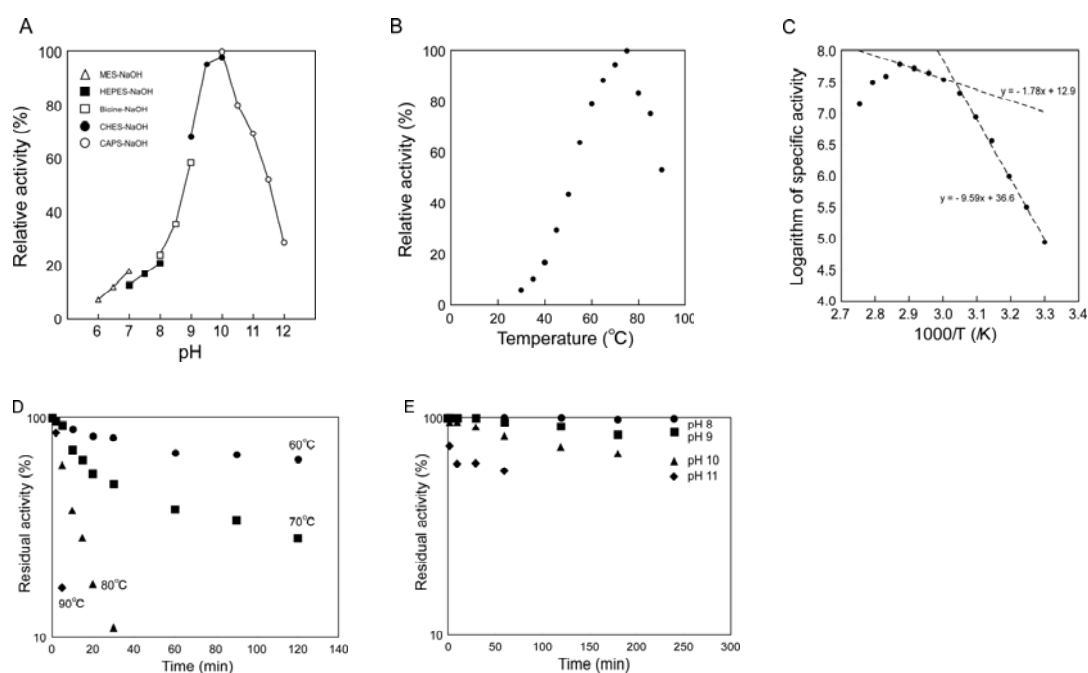 A
Relative activity (%)
100
80
60
40
20
0
MES-NaOH
HEPES-NaOH
Bicine-NaOH
CHES-NaOH
CAPS-NaOH
6 7 8 9 10 11 12
pH
B
Relative activity (%)
100
80
60
40
20
0
0 20 40 60 80 100
Temperature (°C)
C
Logarithm of specific activity
8.0
7.5
7.0
6.5
6.0
5.5
5.0
4.5
4.0
y = - 1.78x + 12.9
y = - 9.59x + 36.6
2.7 2.8 2.9 3.0 3.1 3.2 3.3 3.4
1000/T (/K)
D
Residual activity (%)
100
10
60°C
70°C
80°C
90°C
0 20 40 60 80 100 120 140
Time (min)
E
Residual activity (%)
100
10
pH 8
pH 9
pH 10
pH 11
0 50 100 150 200 250 300
Time (min)